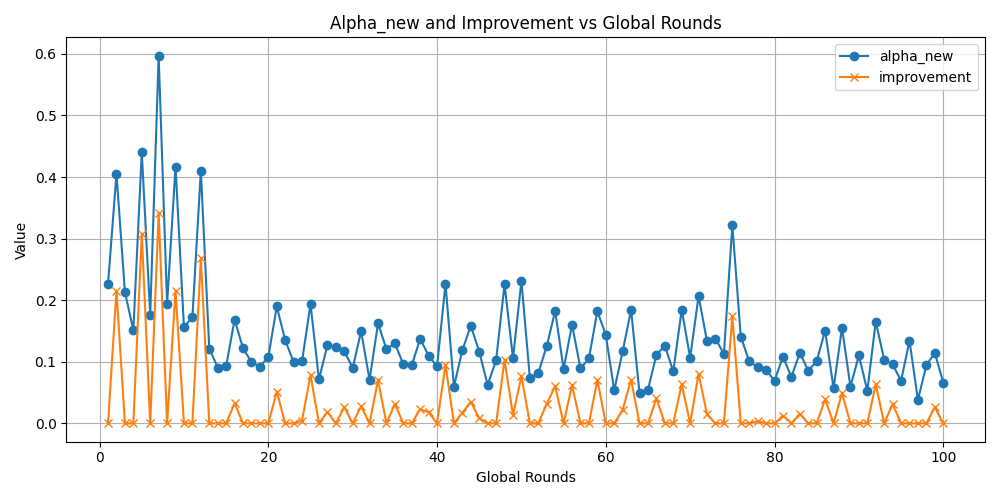 Alpha_new and Improvement vs Global Rounds
alpha_new
improvement
Value
0.6
0.5
0.4
0.3
0.2
0.1
0.0
0 20 40 60 80 100
Global Rounds